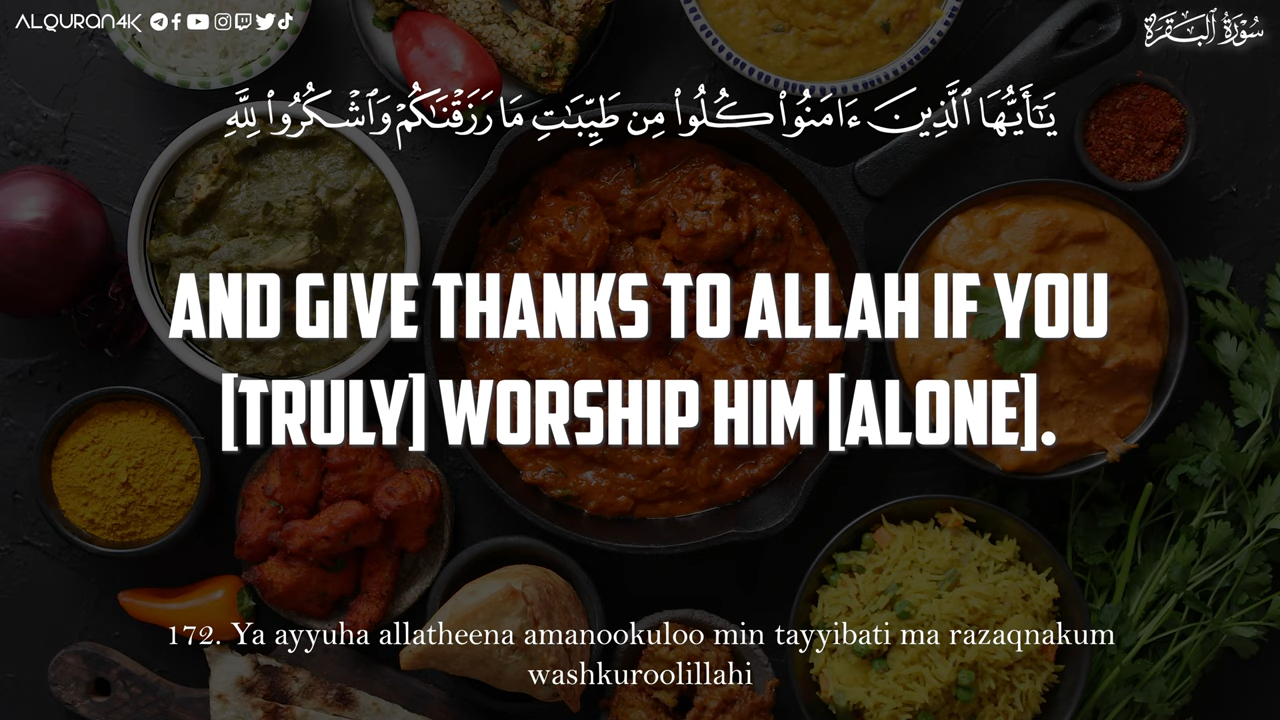 ALQURAN4K
سُورَةُ ٱلْبَقَرَةِ
يَـٰٓأَيُّهَا ٱلَّذِينَ ءَامَنُوا۟ كُلُوا۟ مِن طَيِّبَـٰتِ مَا رَزَقْنَـٰكُمْ وَٱشْكُرُوا۟ لِلَّهِ
AND GIVE THANKS TO ALLAH IF YOU
[TRULY] WORSHIP HIM [ALONE].
172. Ya ayyuha allatheena amanookuloo min tayyibati ma razaqnakum
washkuroolillahi